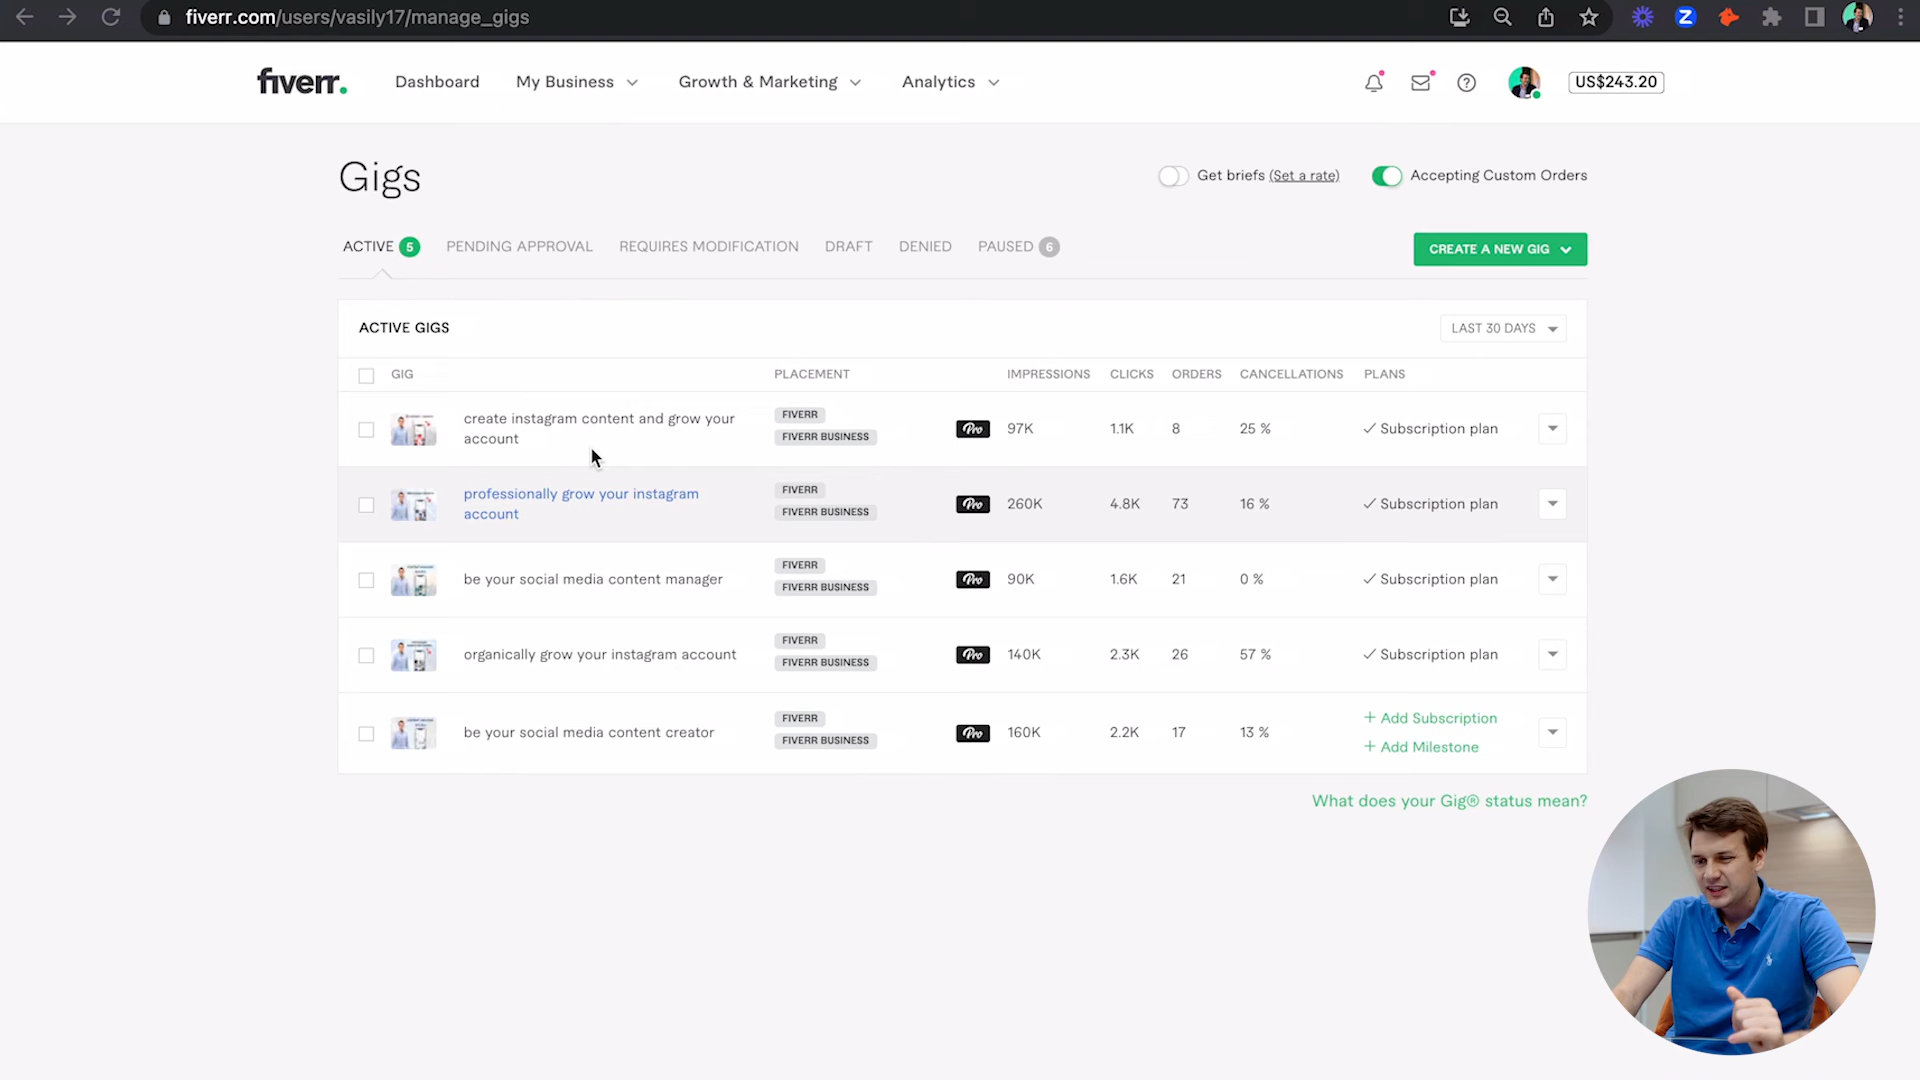 fiverr.com/users/vasily17/manage_gigs
fiverr.
Dashboard
My Business
Growth & Marketing
Analytics
US$243.20
Gigs
Get briefs (Set a rate)
Accepting Custom Orders
ACTIVE 5
PENDING APPROVAL
REQUIRES MODIFICATION
DRAFT
DENIED
PAUSED 6
CREATE A NEW GIG
ACTIVE GIGS
LAST 30 DAYS
GIG
PLACEMENT
IMPRESSIONS
CLICKS
ORDERS
CANCELLATIONS
PLANS
create instagram content and grow your
account
FIVERR
FIVERR BUSINESS
Pro
97K
1.1K
8
25 %
Subscription plan
professionally grow your instagram
account
FIVERR
FIVERR BUSINESS
Pro
260K
4.8K
73
16 %
Subscription plan
be your social media content manager
FIVERR
FIVERR BUSINESS
Pro
90K
1.6K
21
0 %
Subscription plan
organically grow your instagram account
FIVERR
FIVERR BUSINESS
Pro
140K
2.3K
26
57 %
Subscription plan
be your social media content creator
FIVERR
FIVERR BUSINESS
Pro
160K
2.2K
17
13 %
+ Add Subscription
+ Add Milestone
What does your Gig® status mean?